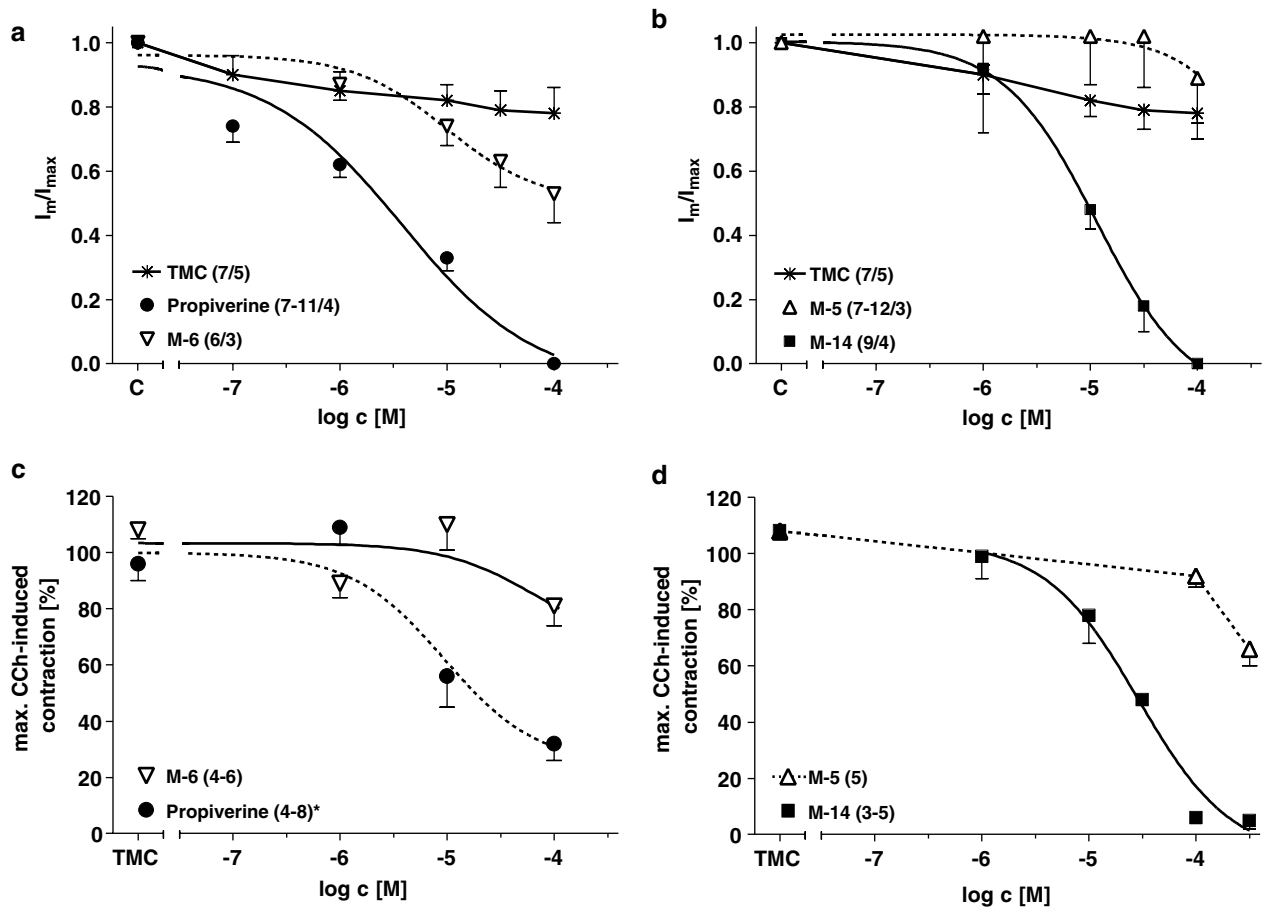 a
1.0
0.8
0.6
0.4
0.2
0.0
Im/Imax
TMC (7/5)
Propiverine (7-11/4)
M-6 (6/3)
C
-7
-6
-5
-4
log c [M]
b
1.0
0.8
0.6
0.4
0.2
0.0
Im/Imax
TMC (7/5)
M-5 (7-12/3)
M-14 (9/4)
C
-7
-6
-5
-4
log c [M]
c
120
100
80
60
40
20
0
max. CCh-induced
contraction [%]
M-6 (4-6)
Propiverine (4-8)*
TMC
-7
-6
-5
-4
log c [M]
d
120
100
80
60
40
20
0
max. CCh-induced
contraction [%]
M-5 (5)
M-14 (3-5)
TMC
-7
-6
-5
-4
log c [M]